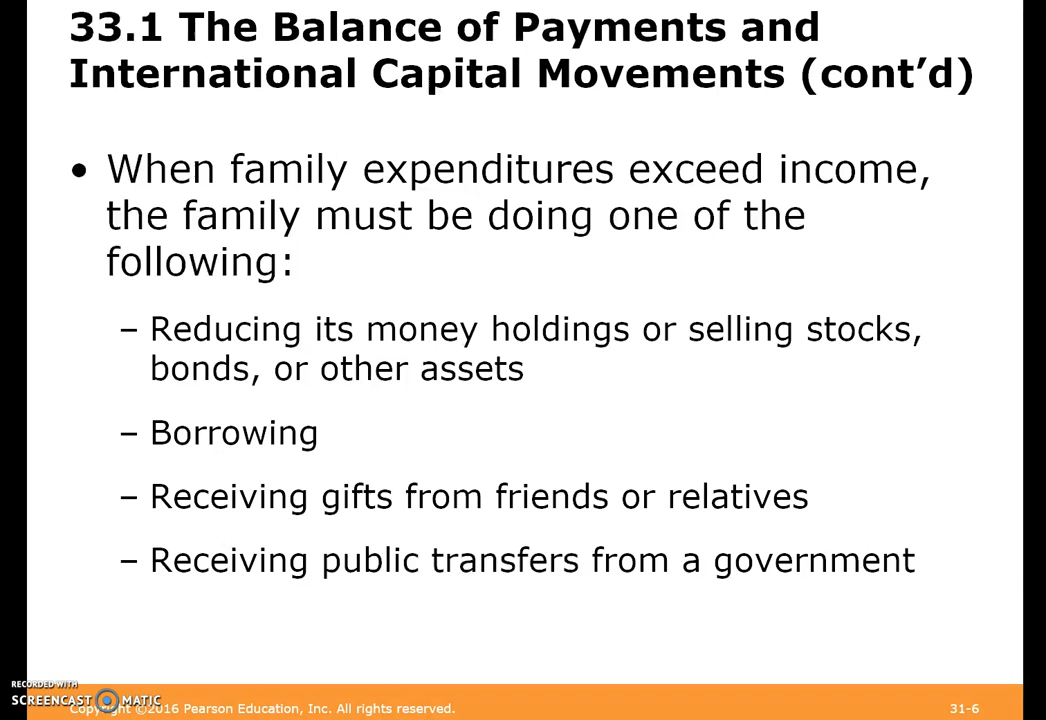 33.1 The Balance of Payments and
International Capital Movements (cont’d)
• When family expenditures exceed income,
the family must be doing one of the
following:
– Reducing its money holdings or selling stocks,
bonds, or other assets
– Borrowing
– Receiving gifts from friends or relatives
– Receiving public transfers from a government
RECORDED WITH
SCREENCAST MATIC
Copyright ©2016 Pearson Education, Inc. All rights reserved.
31-6